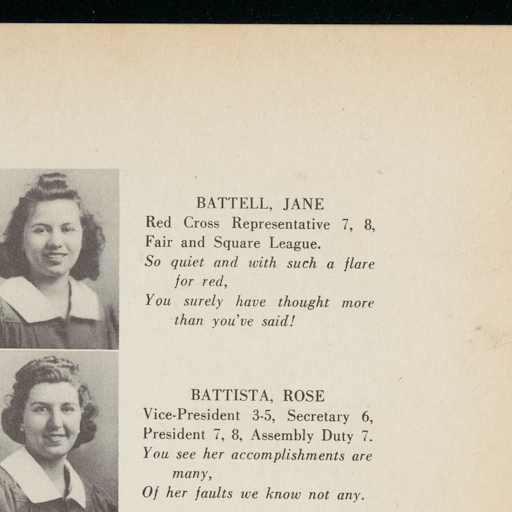 BATTELL, JANE
Red Cross Representative 7, 8,
Fair and Square League.
So quiet and with such a flare
for red,
You surely have thought more
than you've said!
BATTISTA, ROSE
Vice-President 3-5, Secretary 6,
President 7, 8, Assembly Duty 7.
You see her accomplishments are
many,
Of her faults we know not any.